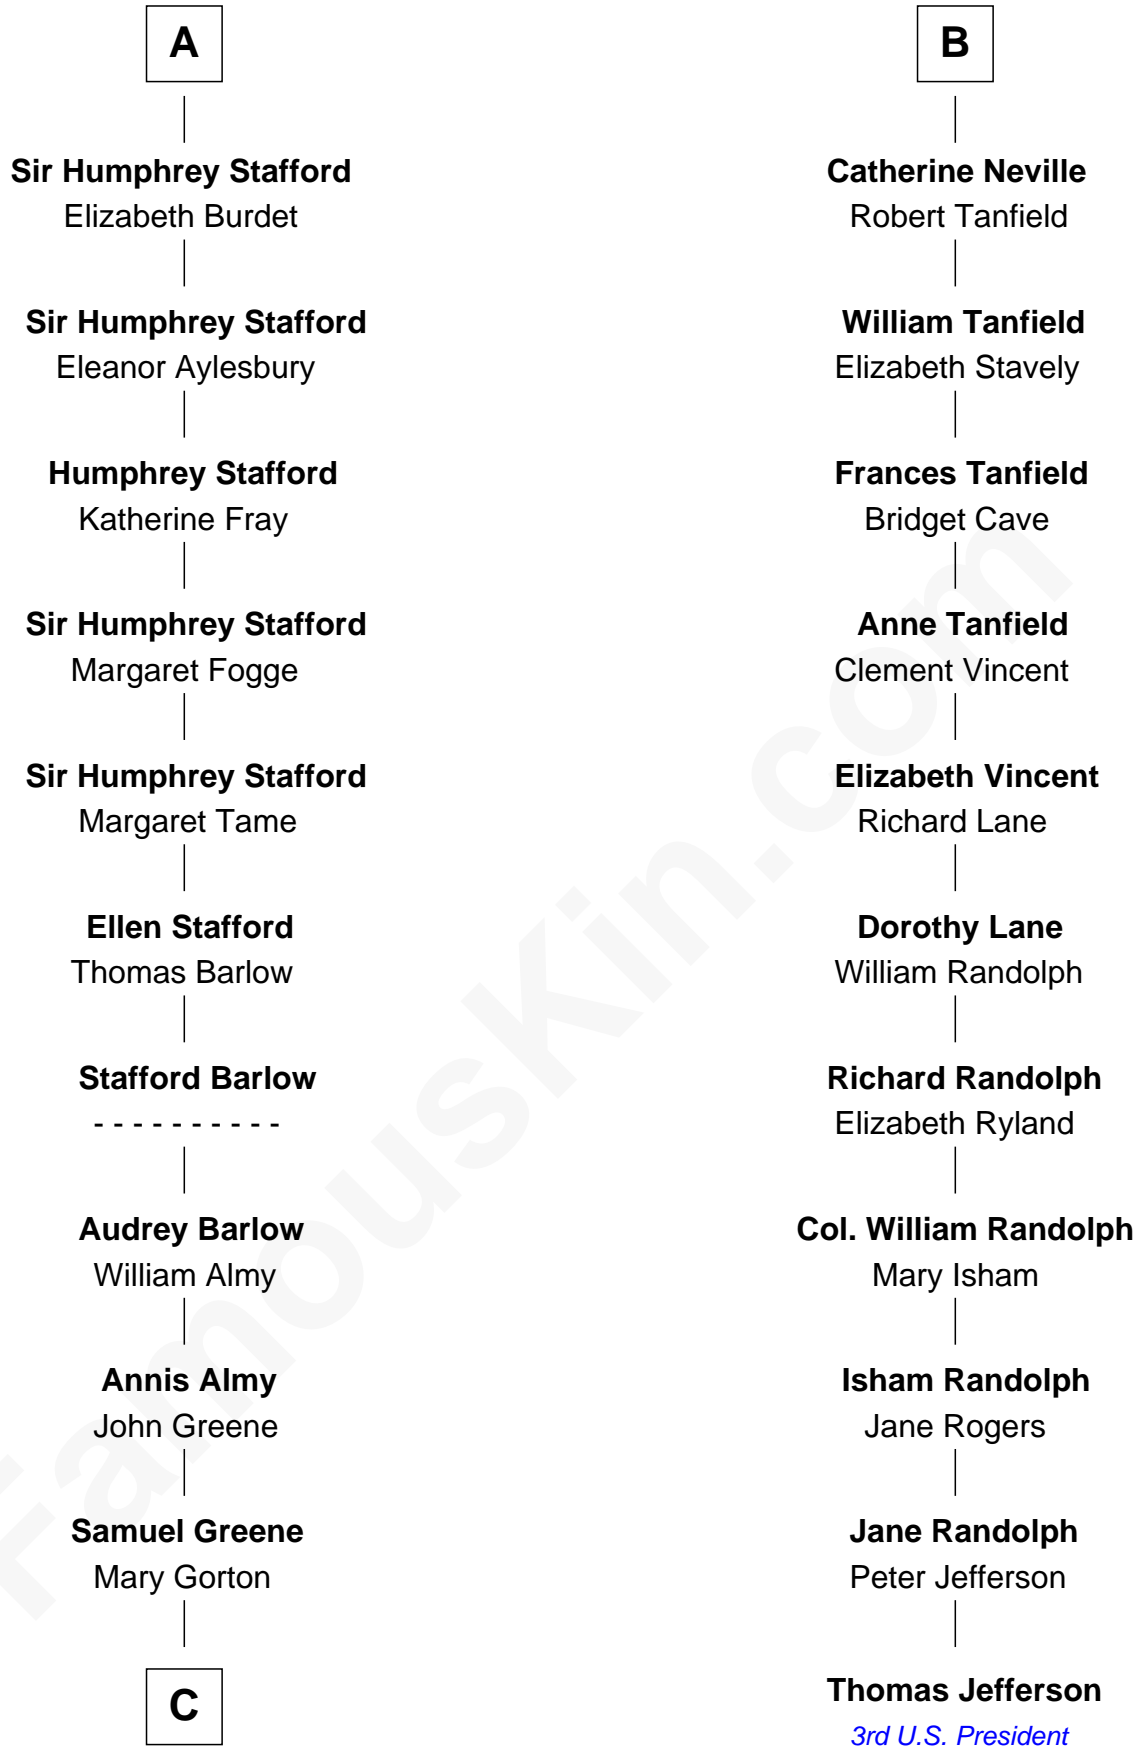 A
Sir Humphrey Stafford
Elizabeth Burdet
Sir Humphrey Stafford
Eleanor Aylesbury
Humphrey Stafford
Katherine Fray
Sir Humphrey Stafford
Margaret Fogge
Sir Humphrey Stafford
Margaret Tame
Ellen Stafford
Thomas Barlow
Stafford Barlow
- - - - - - - - - -
Audrey Barlow
William Almy
Annis Almy
John Greene
Samuel Greene
Mary Gorton
C
B
Catherine Neville
Robert Tanfield
William Tanfield
Elizabeth Stavely
Frances Tanfield
Bridget Cave
Anne Tanfield
Clement Vincent
Elizabeth Vincent
Richard Lane
Dorothy Lane
William Randolph
Richard Randolph
Elizabeth Ryland
Col. William Randolph
Mary Isham
Isham Randolph
Jane Rogers
Jane Randolph
Peter Jefferson
Thomas Jefferson
3rd U.S. President
FamousKin.com